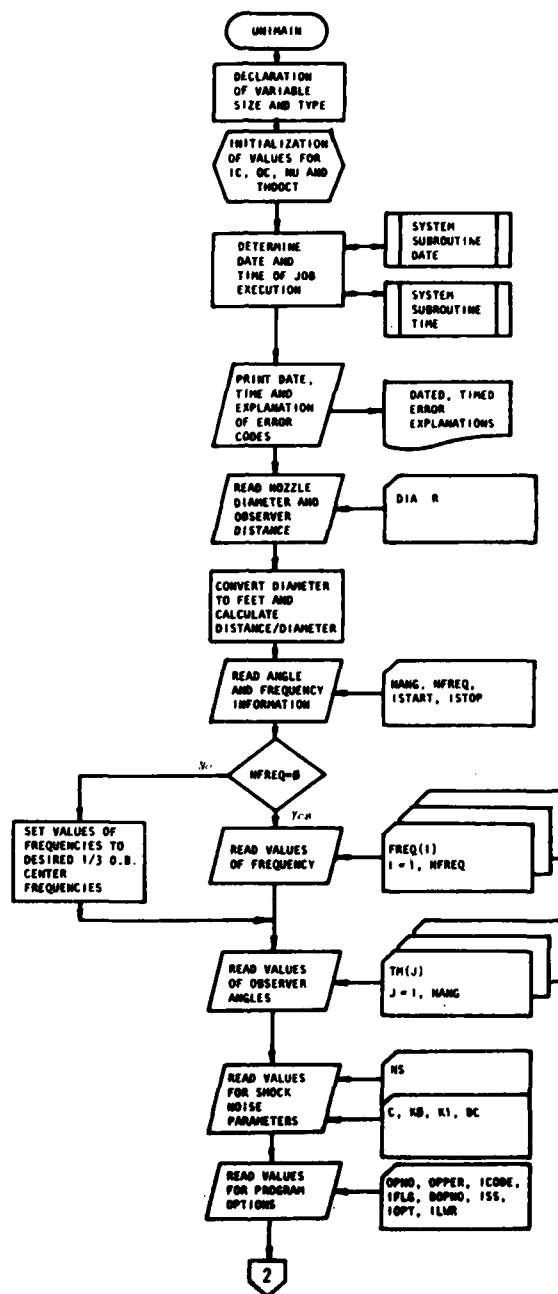 UNIMAIN
DECLARATION
OF VARIABLE
SIZE AND TYPE
INITIALIZATION
OF VALUES FOR
IC, OC, NU AND
THDOCT
DETERMINE
DATE AND
TIME OF JOB
EXECUTION
SYSTEM
SUBROUTINE
DATE
SYSTEM
SUBROUTINE
TIME
PRINT DATE,
TIME AND
EXPLANATION
OF ERROR
CODES
DATED, TIMED
ERROR
EXPLANATIONS
READ NOZZLE
DIAMETER AND
OBSERVER
DISTANCE
DIA R
CONVERT DIAMETER
TO FEET AND
CALCULATE
DISTANCE/DIAMETER
READ ANGLE
AND FREQUENCY
INFORMATION
NANG, NFREQ,
ISTART, ISTOP
NFREQ=Ø
No
Yes
SET VALUES OF
FREQUENCIES TO
DESIRED 1/3 O.B.
CENTER
FREQUENCIES
READ VALUES
OF FREQUENCY
FREQ(I)
I = 1, NFREQ
READ VALUES
OF OBSERVER
ANGLES
TM(J)
J = 1, NANG
READ VALUES
FOR SHOCK
NOISE
PARAMETERS
NS
C, KØ, K1, BC
READ VALUES
FOR PROGRAM
OPTIONS
OPNO, OPPER, ICODE,
IFLG, BOPNO, ISS,
IOPT, ILWR
2